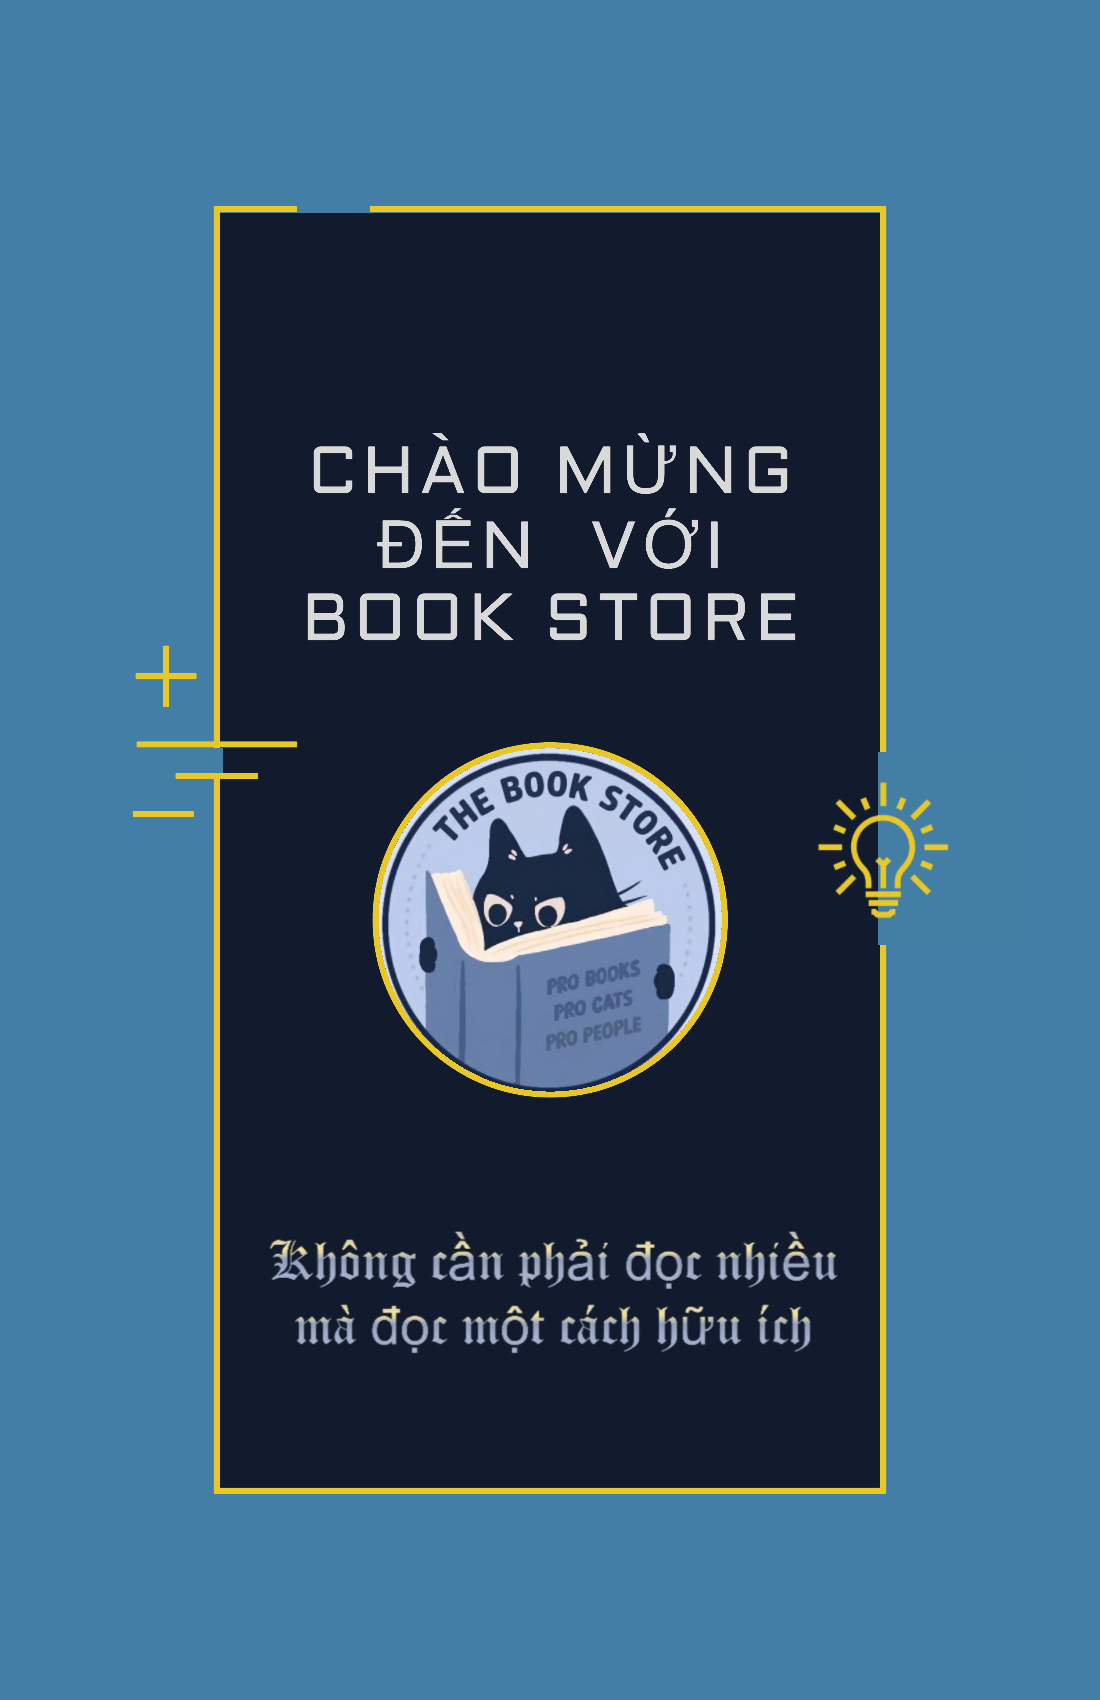 CHÀO MỪNG
ĐẾN VỚI
BOOK STORE
THE BOOK STORE
PRO BOOKS
PRO CATS
PRO PEOPLE
Không cần phải đọc nhiều
mà đọc một cách hữu ích